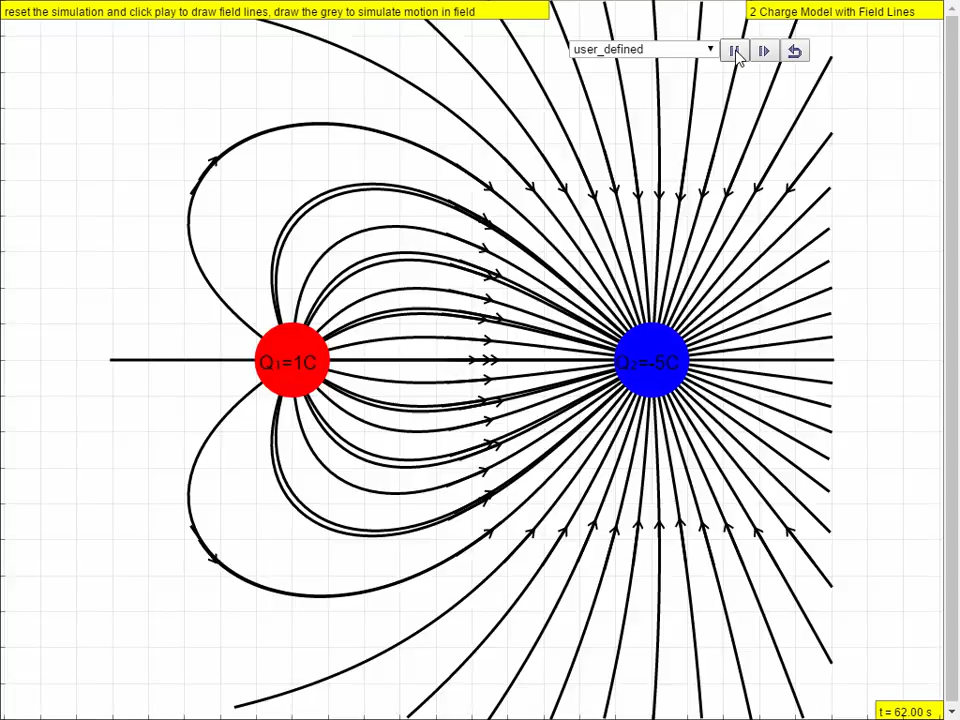 reset the simulation and click play to draw field lines, draw the grey to simulate motion in field
2 Charge Model with Field Lines
user_defined
Q₁=1C
Q₂=-5C
t = 62.00 s